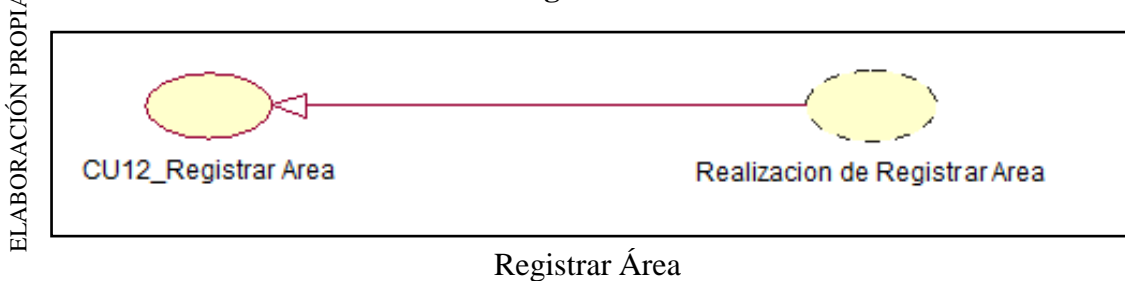 ELABORACIÓN PROPIA
CU12_Registrar Area
Realizacion de Registrar Area
Registrar Área